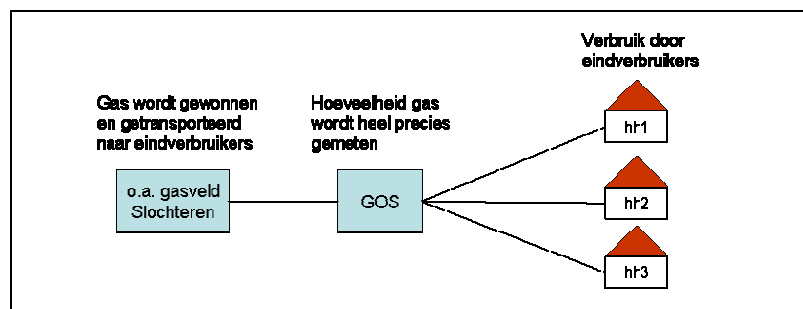 Verbruik door
eindverbruikers
Gas wordt gewonnen
en getransporteerd
naar eindverbruikers
Hoeveelheid gas
wordt heel precies
gemeten
hh1
o.a. gasveld
Slochteren
GOS
hh2
hh3